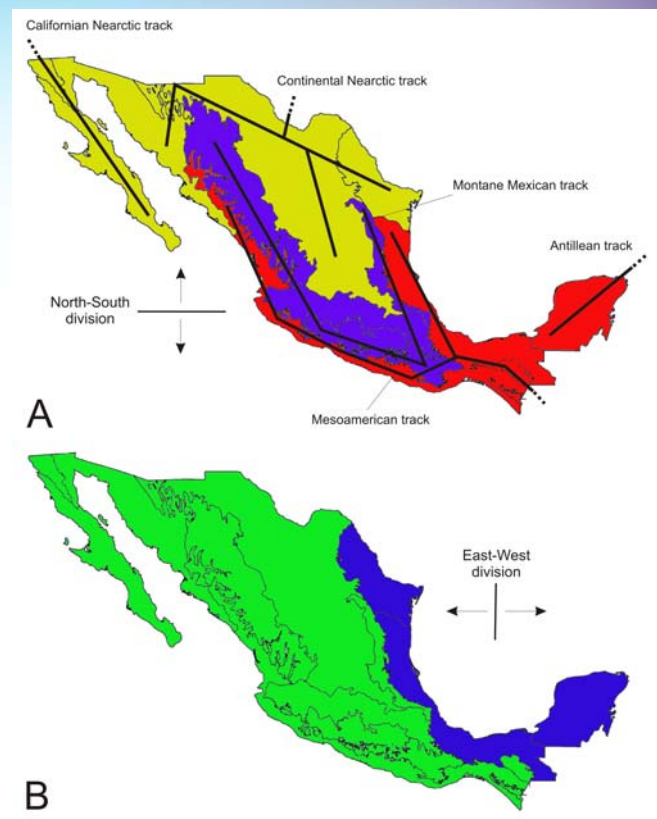 Californian Nearctic track
Continental Nearctic track
Montane Mexican track
Antillean track
North-South
division
Mesoamerican track
A
East-West
division
B